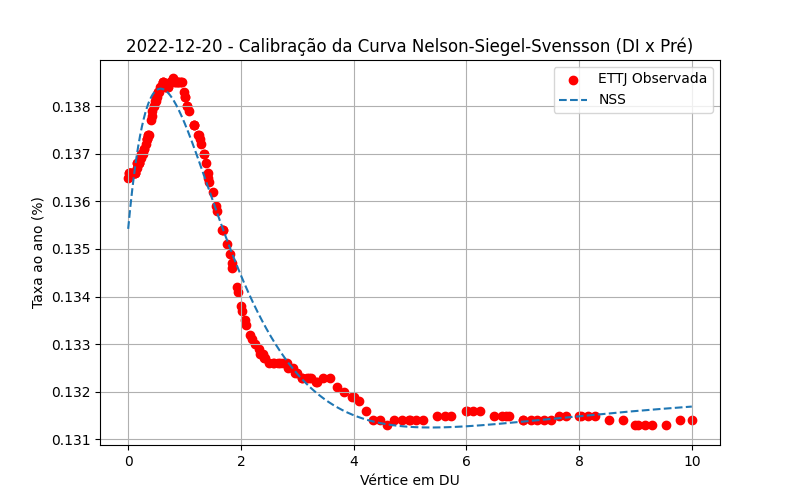 2022-12-20 - Calibração da Curva Nelson-Siegel-Svensson (DI x Pré)
ETTJ Observada
NSS
Taxa ao ano (%)
0.138
0.137
0.136
0.135
0.134
0.133
0.132
0.131
0 2 4 6 8 10
Vértice em DU